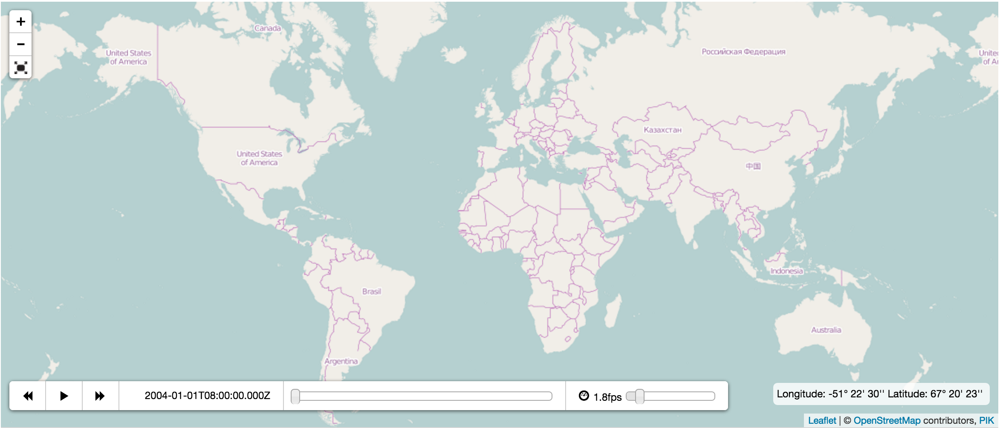 +
Canada
−
United States
of America
Российская Федерация
Unite
of Ar
Казахстан
United States
of America
中国
Indonesia
Brasil
Australia
Argentina
2004-01-01T08:00:00.000Z
1.8fps
Longitude: -51° 22' 30'' Latitude: 67° 20' 23''
Leaflet | © OpenStreetMap contributors, PIK